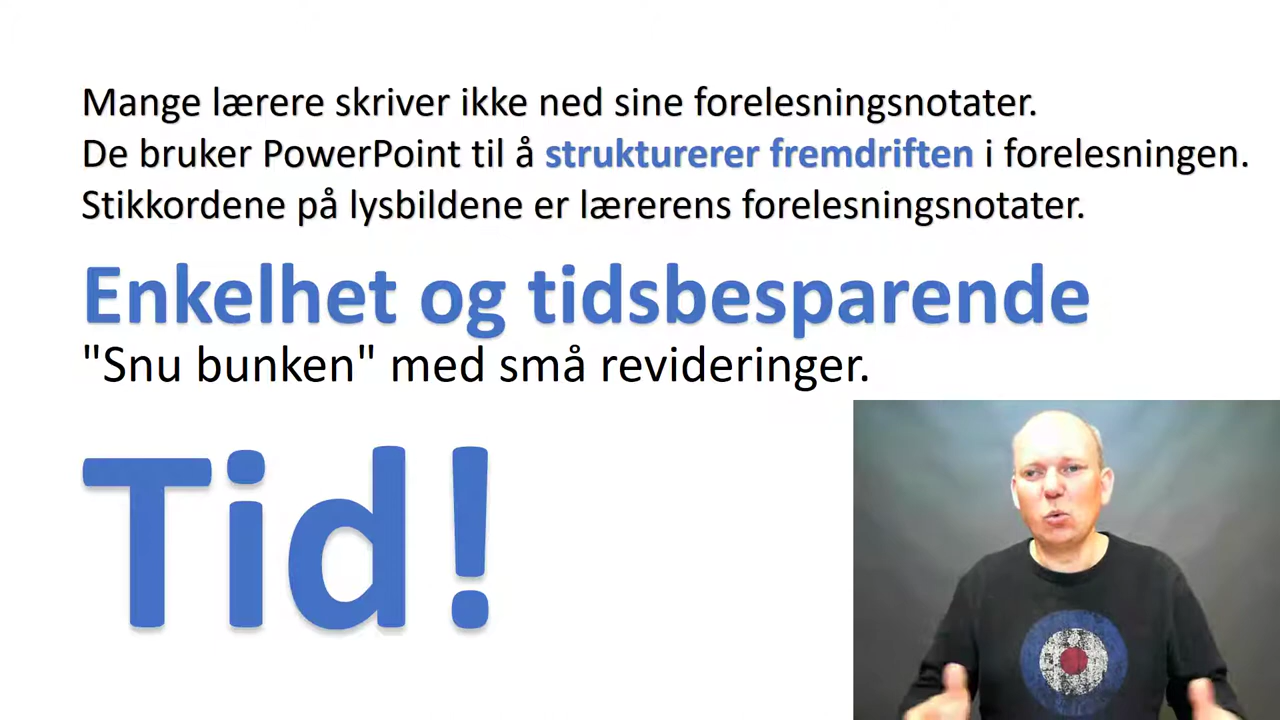 Mange lærere skriver ikke ned sine forelesningsnotater.
De bruker PowerPoint til å strukturerer fremdriften i forelesningen.
Stikkordene på lysbildene er lærerens forelesningsnotater.
Enkelhet og tidsbesparende
"Snu bunken" med små revideringer.
Tid!